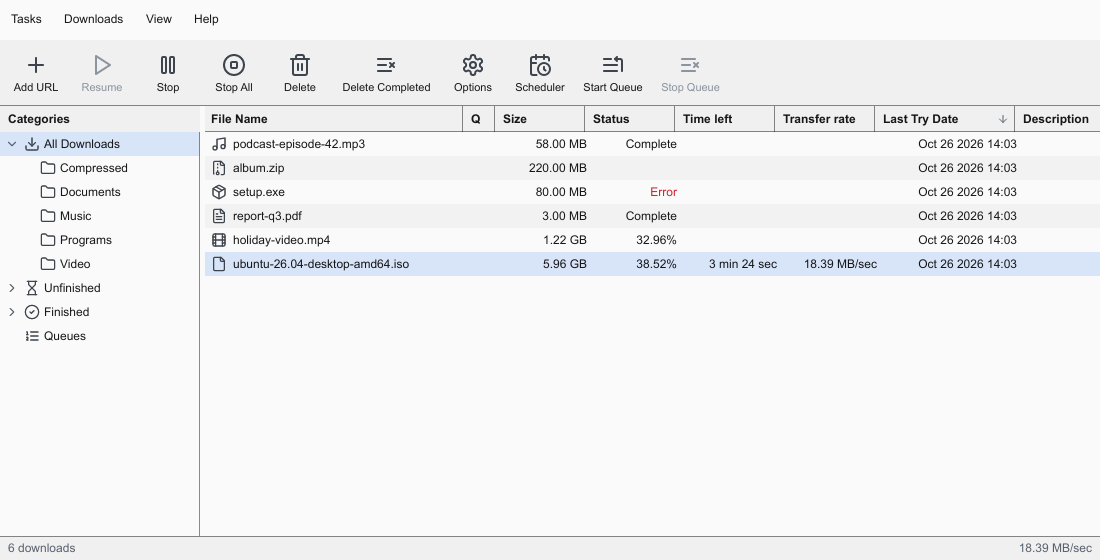 Tasks Downloads View Help
Add URL Resume Stop Stop All Delete Delete Completed Options Scheduler Start Queue Stop Queue
Categories
All Downloads
Compressed
Documents
Music
Programs
Video
Unfinished
Finished
Queues
File Name Q Size Status Time left Transfer rate Last Try Date Description
podcast-episode-42.mp3 58.00 MB Complete Oct 26 2026 14:03
album.zip 220.00 MB Oct 26 2026 14:03
setup.exe 80.00 MB Error Oct 26 2026 14:03
report-q3.pdf 3.00 MB Complete Oct 26 2026 14:03
holiday-video.mp4 1.22 GB 32.96% Oct 26 2026 14:03
ubuntu-26.04-desktop-amd64.iso 5.96 GB 38.52% 3 min 24 sec 18.39 MB/sec Oct 26 2026 14:03
6 downloads 18.39 MB/sec